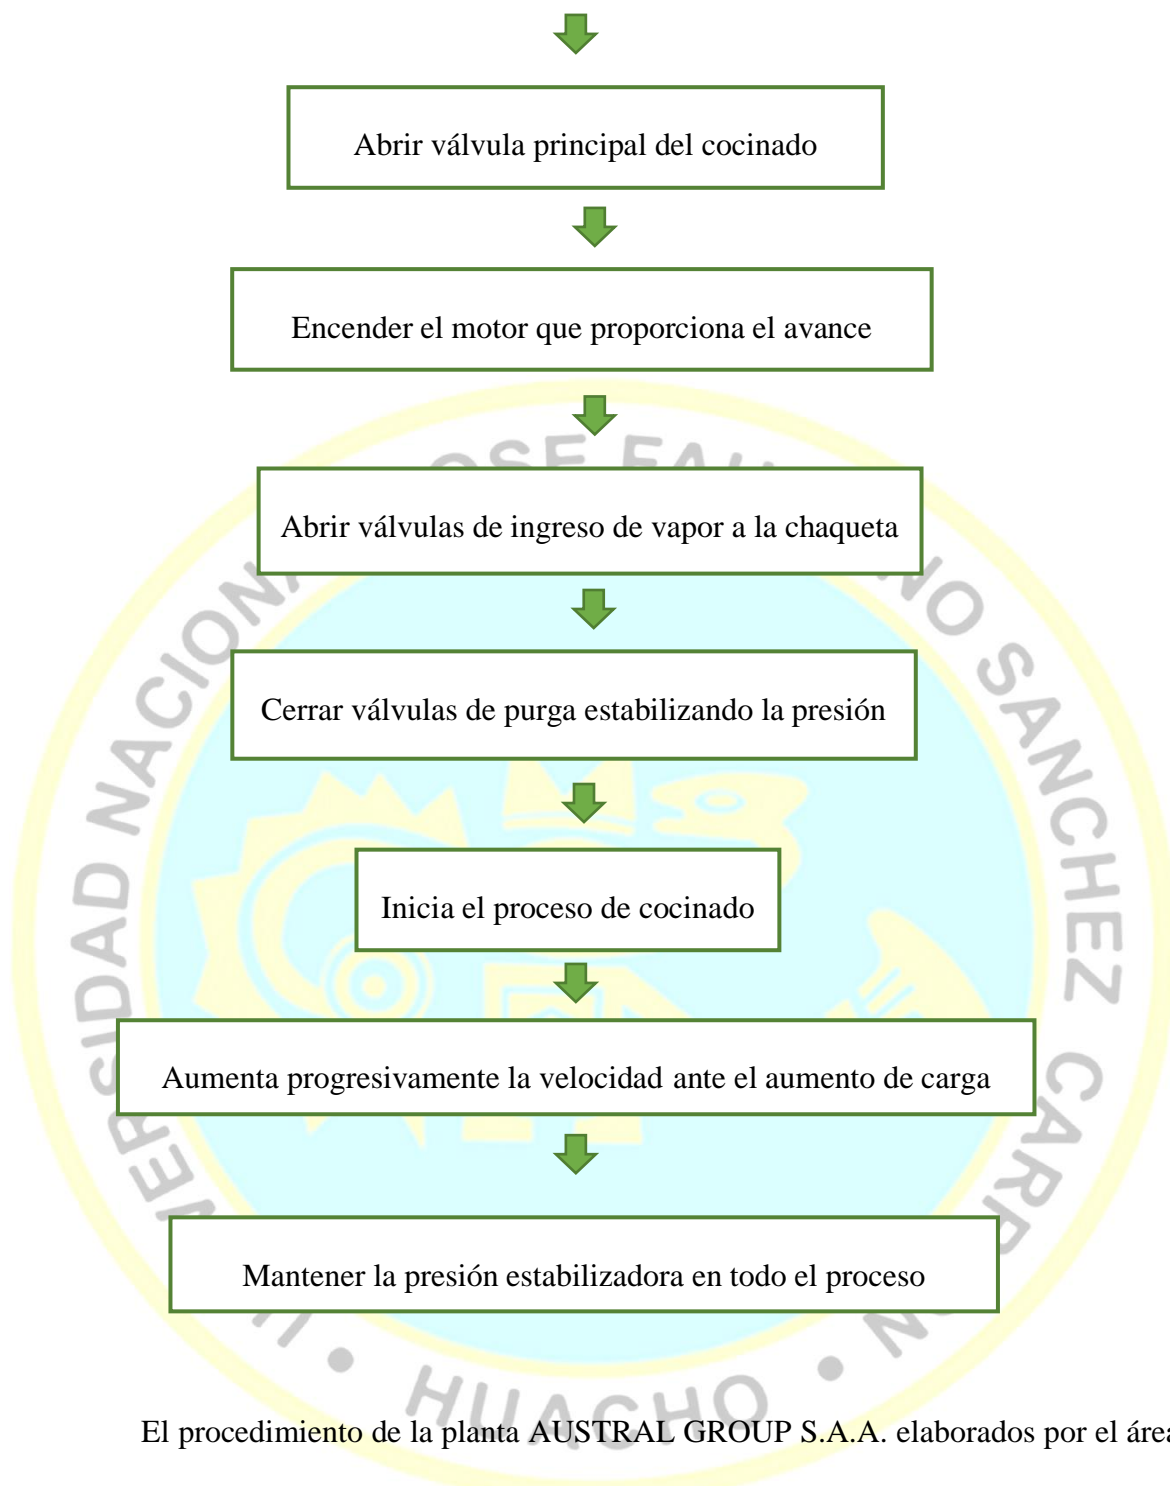 Abrir válvula principal del cocinado
Encender el motor que proporciona el avance
Abrir válvulas de ingreso de vapor a la chaqueta
Cerrar válvulas de purga estabilizando la presión
Inicia el proceso de cocinado
Aumenta progresivamente la velocidad ante el aumento de carga
Mantener la presión estabilizadora en todo el proceso
HUACHO
El procedimiento de la planta AUSTRAL GROUP S.A.A. elaborados por el área
SANCHEZ